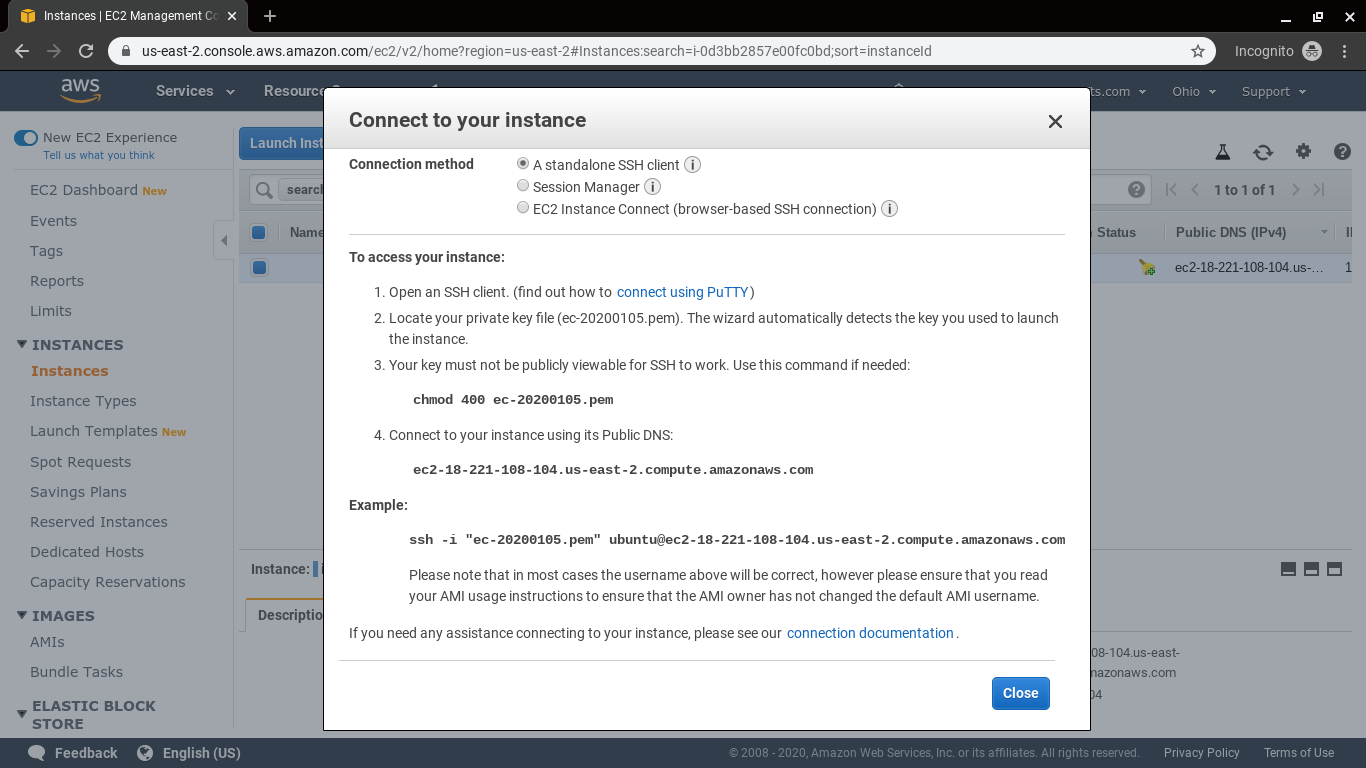 Instances | EC2 Management Co
us-east-2.console.aws.amazon.com/ec2/v2/home?region=us-east-2#Instances:search=i-0d3bb2857e00fc0bd;sort=instanceId
Incognito
aws
Services
Resource
ts.com
Ohio
Support
New EC2 Experience
Tell us what you think
EC2 Dashboard New
Events
Tags
Reports
Limits
INSTANCES
Instances
Instance Types
Launch Templates New
Spot Requests
Savings Plans
Reserved Instances
Dedicated Hosts
Capacity Reservations
IMAGES
AMIs
Bundle Tasks
ELASTIC BLOCK
STORE
Launch Inst
search
1 to 1 of 1
Name
Status
Public DNS (IPv4)
ec2-18-221-108-104.us-...
Instance:
Descriptio
Connect to your instance
Connection method
A standalone SSH client
Session Manager
EC2 Instance Connect (browser-based SSH connection)
To access your instance:
1. Open an SSH client. (find out how to connect using PuTTY)
2. Locate your private key file (ec-20200105.pem). The wizard automatically detects the key you used to launch
the instance.
3. Your key must not be publicly viewable for SSH to work. Use this command if needed:
chmod 400 ec-20200105.pem
4. Connect to your instance using its Public DNS:
ec2-18-221-108-104.us-east-2.compute.amazonaws.com
Example:
ssh -i "ec-20200105.pem" ubuntu@ec2-18-221-108-104.us-east-2.compute.amazonaws.com
Please note that in most cases the username above will be correct, however please ensure that you read
your AMI usage instructions to ensure that the AMI owner has not changed the default AMI username.
If you need any assistance connecting to your instance, please see our connection documentation.
Close
08-104.us-east-
nazonaws.com
04
Feedback
English (US)
© 2008 - 2020, Amazon Web Services, Inc. or its affiliates. All rights reserved.
Privacy Policy
Terms of Use